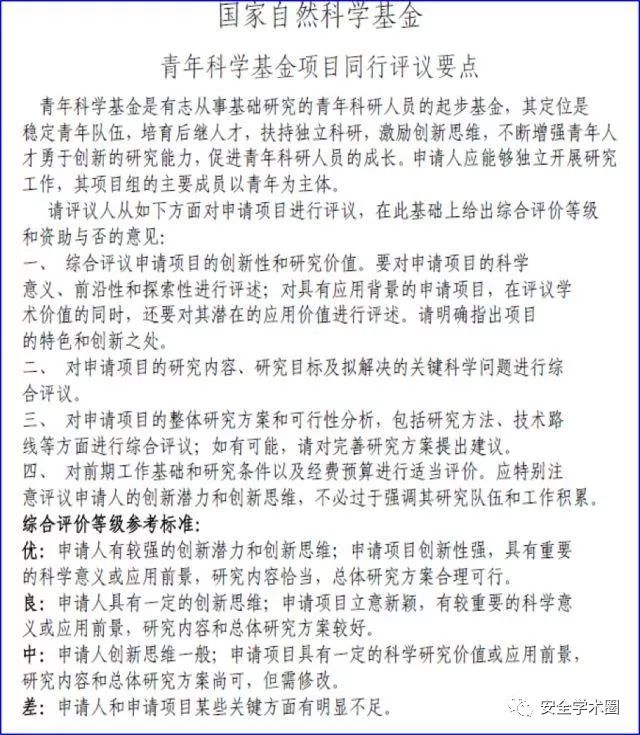 国家自然科学基金
青年科学基金项目同行评议要点
青年科学基金是有志从事基础研究的青年科研人员的起步基金，其定位是
稳定青年队伍，培育后继人才，扶持独立科研，激励创新思维，不断增强青年人
才勇于创新的研究能力，促进青年科研人员的成长。申请人应能够独立开展研究
工作，其项目组的主要成员以青年为主体。
请评议人从如下方面对申请项目进行评议，在此基础上给出综合评价等级
和资助与否的意见：
一、 综合评议申请项目的创新性和研究价值。要对申请项目的科学
意义、前沿性和探索性进行评述；对具有应用背景的申请项目，在评议学
术价值的同时，还要对其潜在的应用价值进行评述。请明确指出项目
的特色和创新之处。
二、 对申请项目的研究内容、研究目标及拟解决的关键科学问题进行综
合评议。
三、 对申请项目的整体研究方案和可行性分析，包括研究方法、技术路
线等方面进行综合评议；如有可能，请对完善研究方案提出建议。
四、 对前期工作基础和研究条件以及经费预算进行适当评价。应特别注
意评议申请人的创新潜力和创新思维，不必过于强调其研究队伍和工作积累。
综合评价等级参考标准：
优：申请人有较强的创新潜力和创新思维；申请项目创新性强，具有重要
的科学意义或应用前景，研究内容恰当，总体研究方案合理可行。
良：申请人具有一定的创新思维；申请项目立意新颖，有较重要的科学意
义或应用前景，研究内容和总体研究方案较好。
中：申请人创新思维一般；申请项目具有一定的科学研究价值或应用前景，
研究内容和总体研究方案尚可，但需修改。
差：申请人和申请项目某些关键方面有明显不足。
安全学术圈